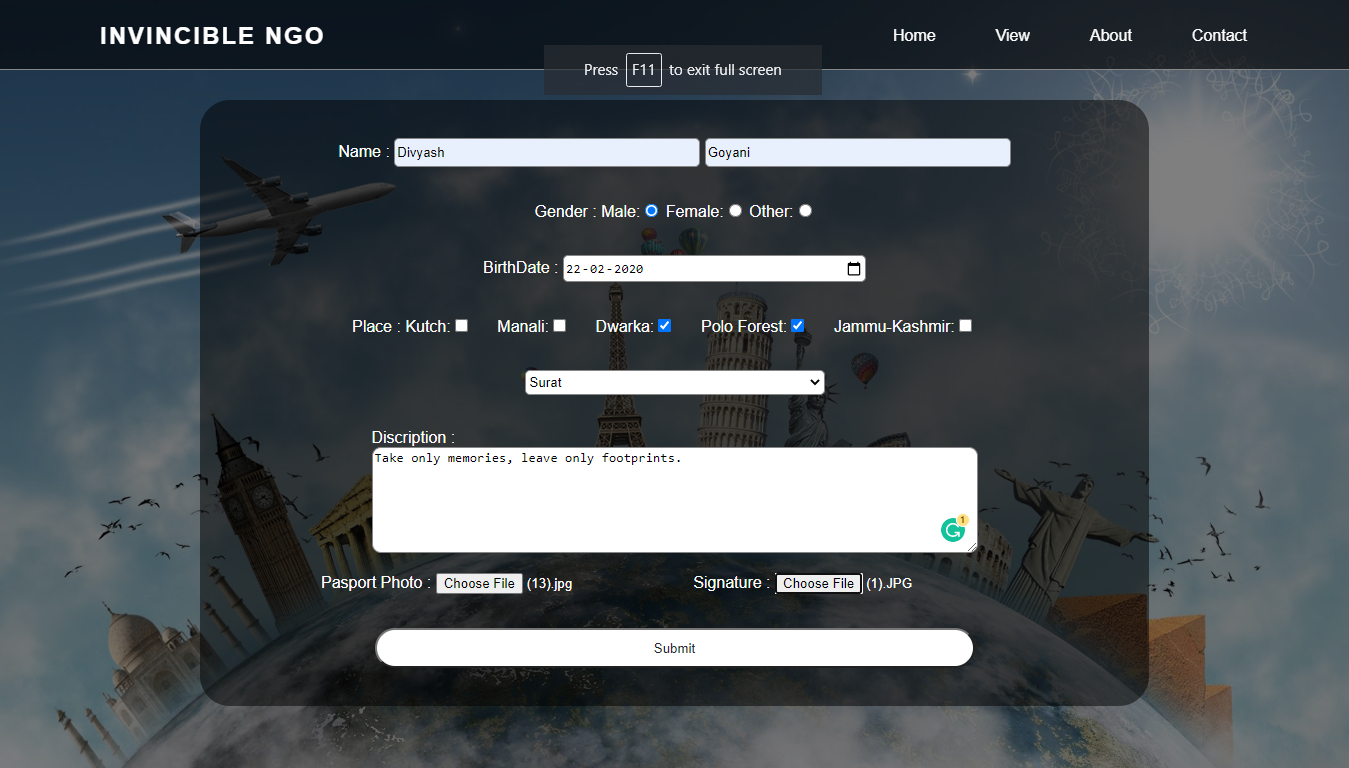 INVINCIBLE NGO Home View About Contact
Press F11 to exit full screen
Name : Divyash Goyani
Gender : Male: Female: Other:
BirthDate : 22-02-2020
Place : Kutch: Manali: Dwarka: Polo Forest: Jammu-Kashmir:
Surat
Discription :
Take only memories, leave only footprints.
1
Pasport Photo : Choose File (13).jpg Signature : Choose File (1).JPG
Submit